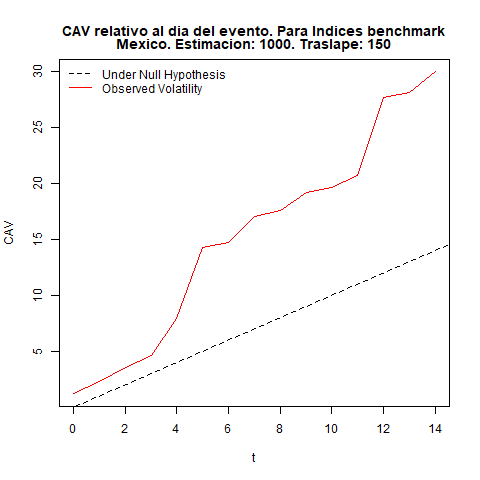 CAV relativo al dia del evento. Para Indices benchmark
Mexico. Estimacion: 1000. Traslape: 150
Under Null Hypothesis
Observed Volatility
30
25
20
15
10
5
CAV
0 2 4 6 8 10 12 14
t